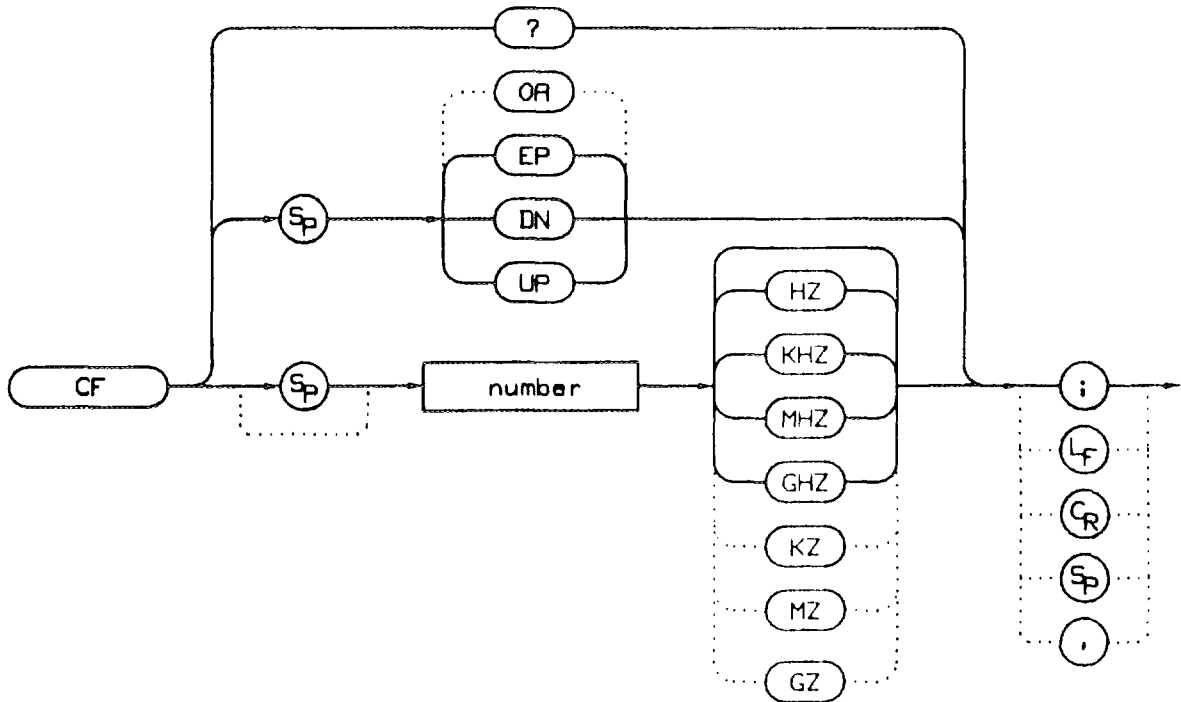 ?
OA
EP
DN
UP
HZ
KHZ
MHZ
GHZ
KZ
MZ
GZ
SP
CF
SP
number
;
LF
CR
SP
,